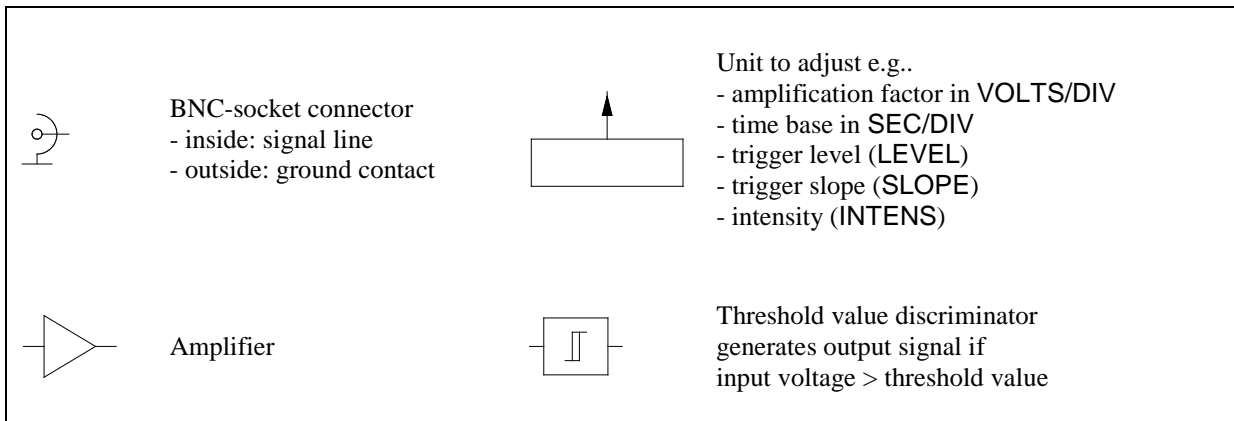 BNC-socket connector
- inside: signal line
- outside: ground contact
Unit to adjust e.g..
- amplification factor in VOLTS/DIV
- time base in SEC/DIV
- trigger level (LEVEL)
- trigger slope (SLOPE)
- intensity (INTENS)
Amplifier
Threshold value discriminator
generates output signal if
input voltage > threshold value